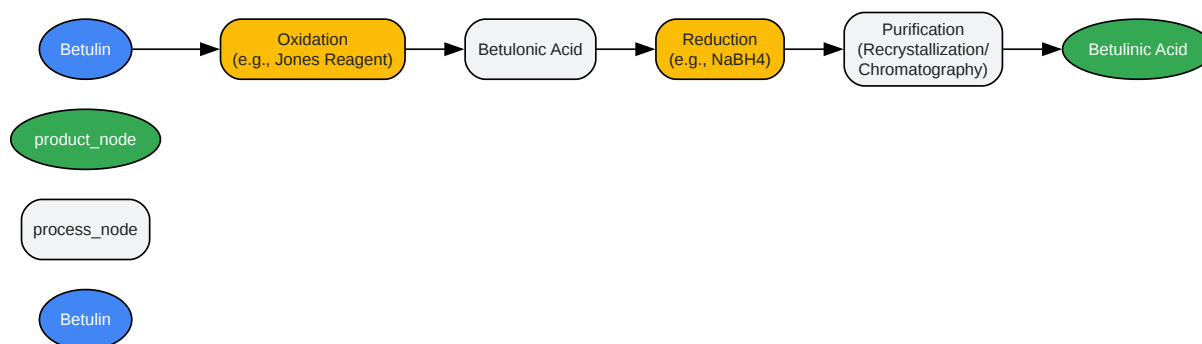 Betulin
Oxidation
(e.g., Jones Reagent)
Betulonic Acid
Reduction
(e.g., NaBH4)
Purification
(Recrystallization/
Chromatography)
Betulinic Acid
product_node
process_node
Betulin